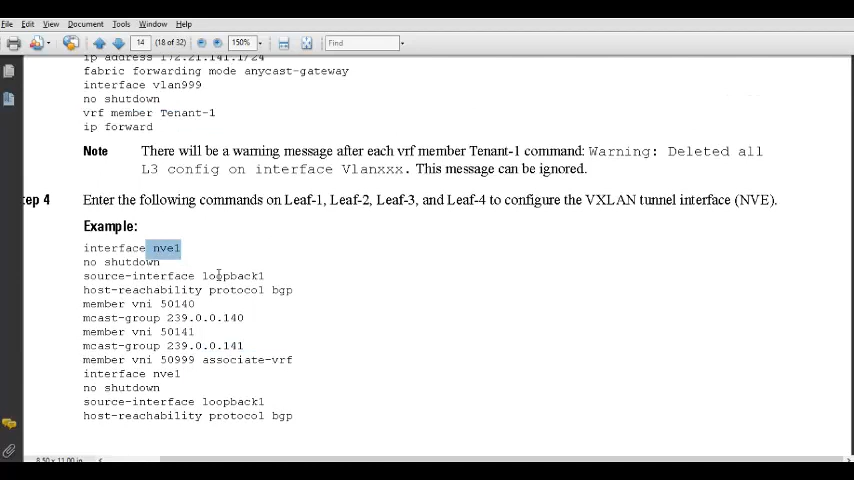 File Edit View Document Tools Window Help
14 (18 of 32) 150% Find
ip address 172.21.141.1/24
fabric forwarding mode anycast-gateway
interface vlan999
no shutdown
vrf member Tenant-1
ip forward
Note There will be a warning message after each vrf member Tenant-1 command: Warning: Deleted all
L3 config on interface Vlanxxx. This message can be ignored.
tep 4 Enter the following commands on Leaf-1, Leaf-2, Leaf-3, and Leaf-4 to configure the VXLAN tunnel interface (NVE).
Example:
interface nve1
no shutdown
source-interface loopback1
host-reachability protocol bgp
member vni 50140
mcast-group 239.0.0.140
member vni 50141
mcast-group 239.0.0.141
member vni 50999 associate-vrf
interface nve1
no shutdown
source-interface loopback1
host-reachability protocol bgp
8.50 x 11.00 in